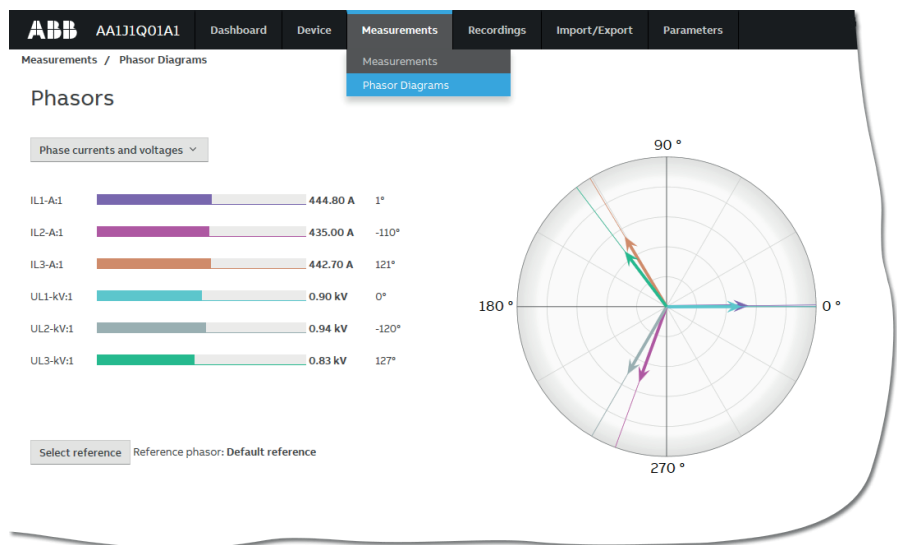 ABB AA1J1Q01A1 Dashboard Device Measurements Recordings Import/Export Parameters
Measurements / Phasor Diagrams
Measurements
Phasor Diagrams
Phasors
Phase currents and voltages
IL1-A:1 444.80 A 1°
IL2-A:1 435.00 A -110°
IL3-A:1 442.70 A 121°
UL1-kV:1 0.90 kV 0°
UL2-kV:1 0.94 kV -120°
UL3-kV:1 0.83 kV 127°
90 °
180 °
0 °
270 °
Select reference Reference phasor: Default reference